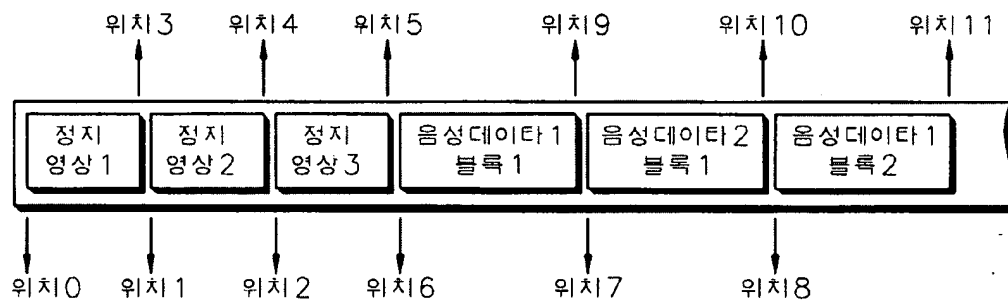 위치3 위치4 위치5 위치9 위치10 위치11
정지 정지 정지 음성데이타1 음성데이타2 음성데이타1
영상1 영상2 영상3 블록1 블록1 블록2
위치0 위치1 위치2 위치6 위치7 위치8